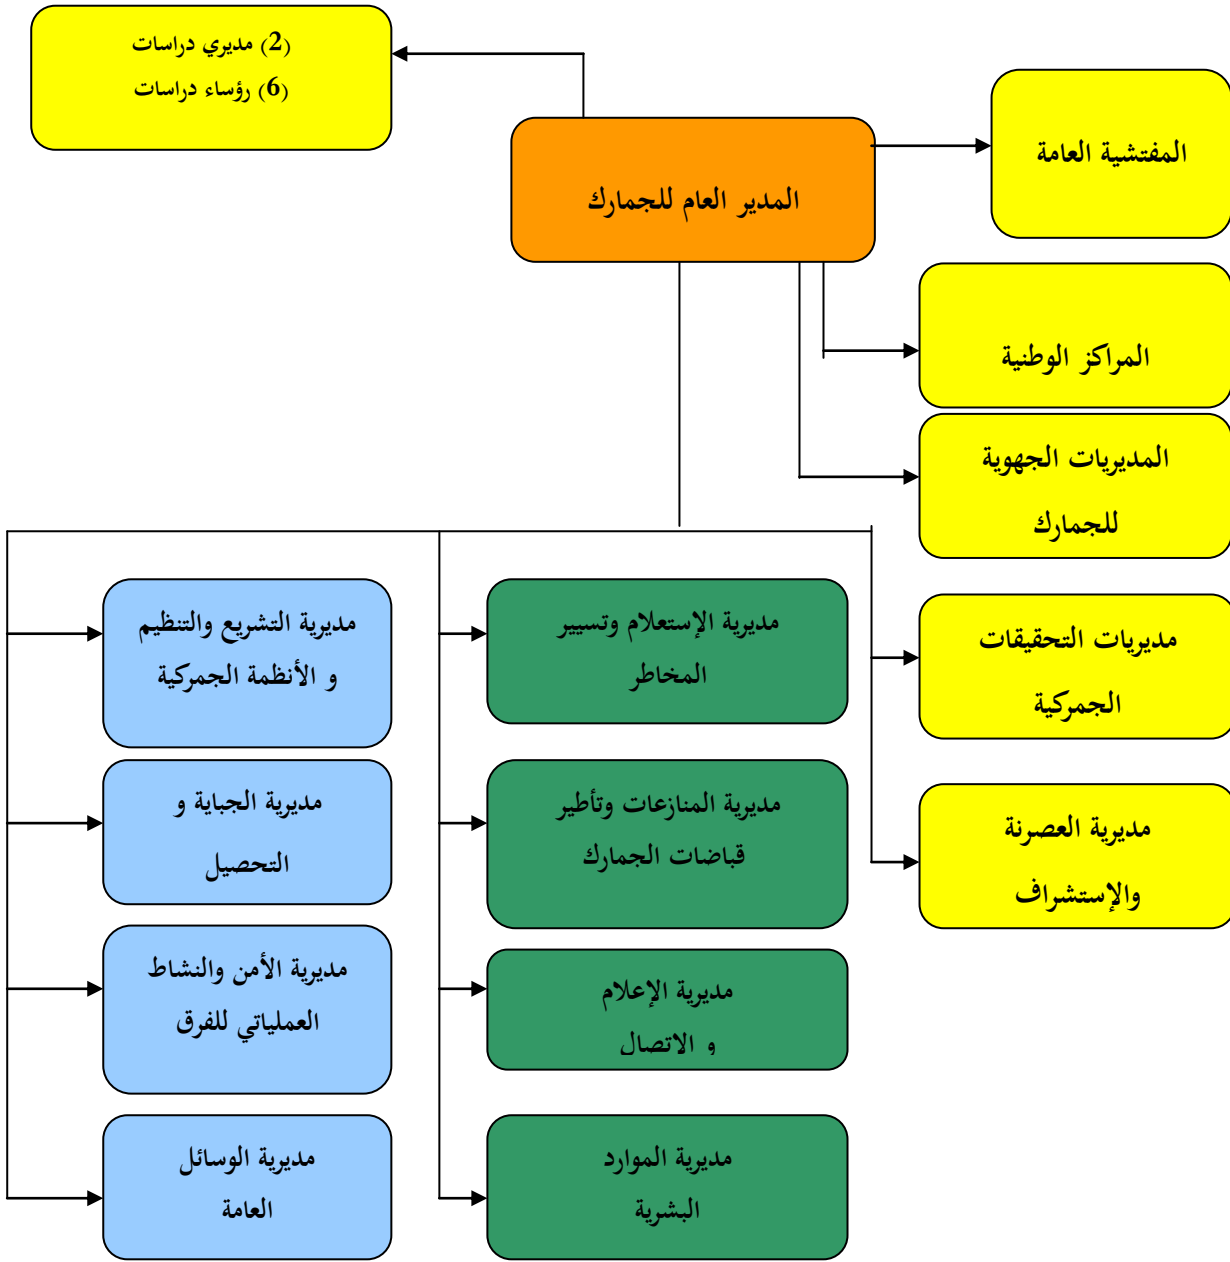 (2) مديري دراسات
(6) رؤساء دراسات
المفتشية العامة
المدير العام للجمارك
المراكز الوطنية
المديريات الجهوية
للجمارك
مديرية التشريع والتنظيم
و الأنظمة الجمركية
مديرية الإستعلام وتسيير
المخاطر
مديريات التحقيقات
الجمركية
مديرية الجباية و
التحصيل
مديرية المنازعات وتأطير
قباضات الجمارك
مديرية العصرنة
والإستشراف
مديرية الأمن والنشاط
العملياتي للفرق
مديرية الإعلام
و الاتصال
مديرية الوسائل
العامة
مديرية الموارد
البشرية